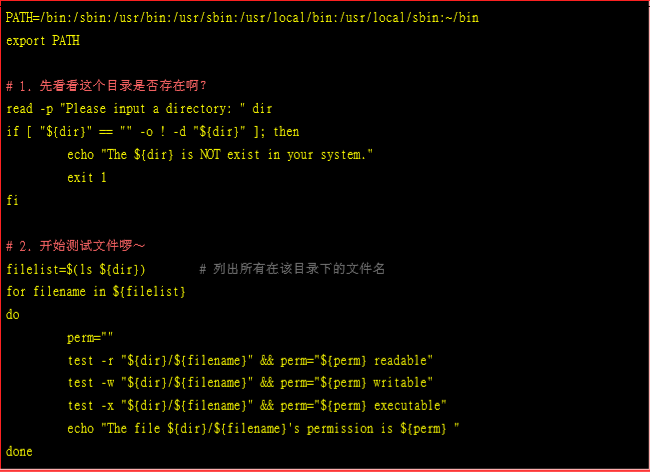 PATH=/bin:/sbin:/usr/bin:/usr/sbin:/usr/local/bin:/usr/local/sbin:~/bin
export PATH
# 1. 先看看这个目录是否存在啊?
read -p "Please input a directory: " dir
if [ "${dir}" == "" -o ! -d "${dir}" ]; then
echo "The ${dir} is NOT exist in your system."
exit 1
fi
# 2. 开始测试文件啰～
filelist=$(ls ${dir}) # 列出所有在该目录下的文件名
for filename in ${filelist}
do
perm=""
test -r "${dir}/${filename}" && perm="${perm} readable"
test -w "${dir}/${filename}" && perm="${perm} writable"
test -x "${dir}/${filename}" && perm="${perm} executable"
echo "The file ${dir}/${filename}'s permission is ${perm} "
done